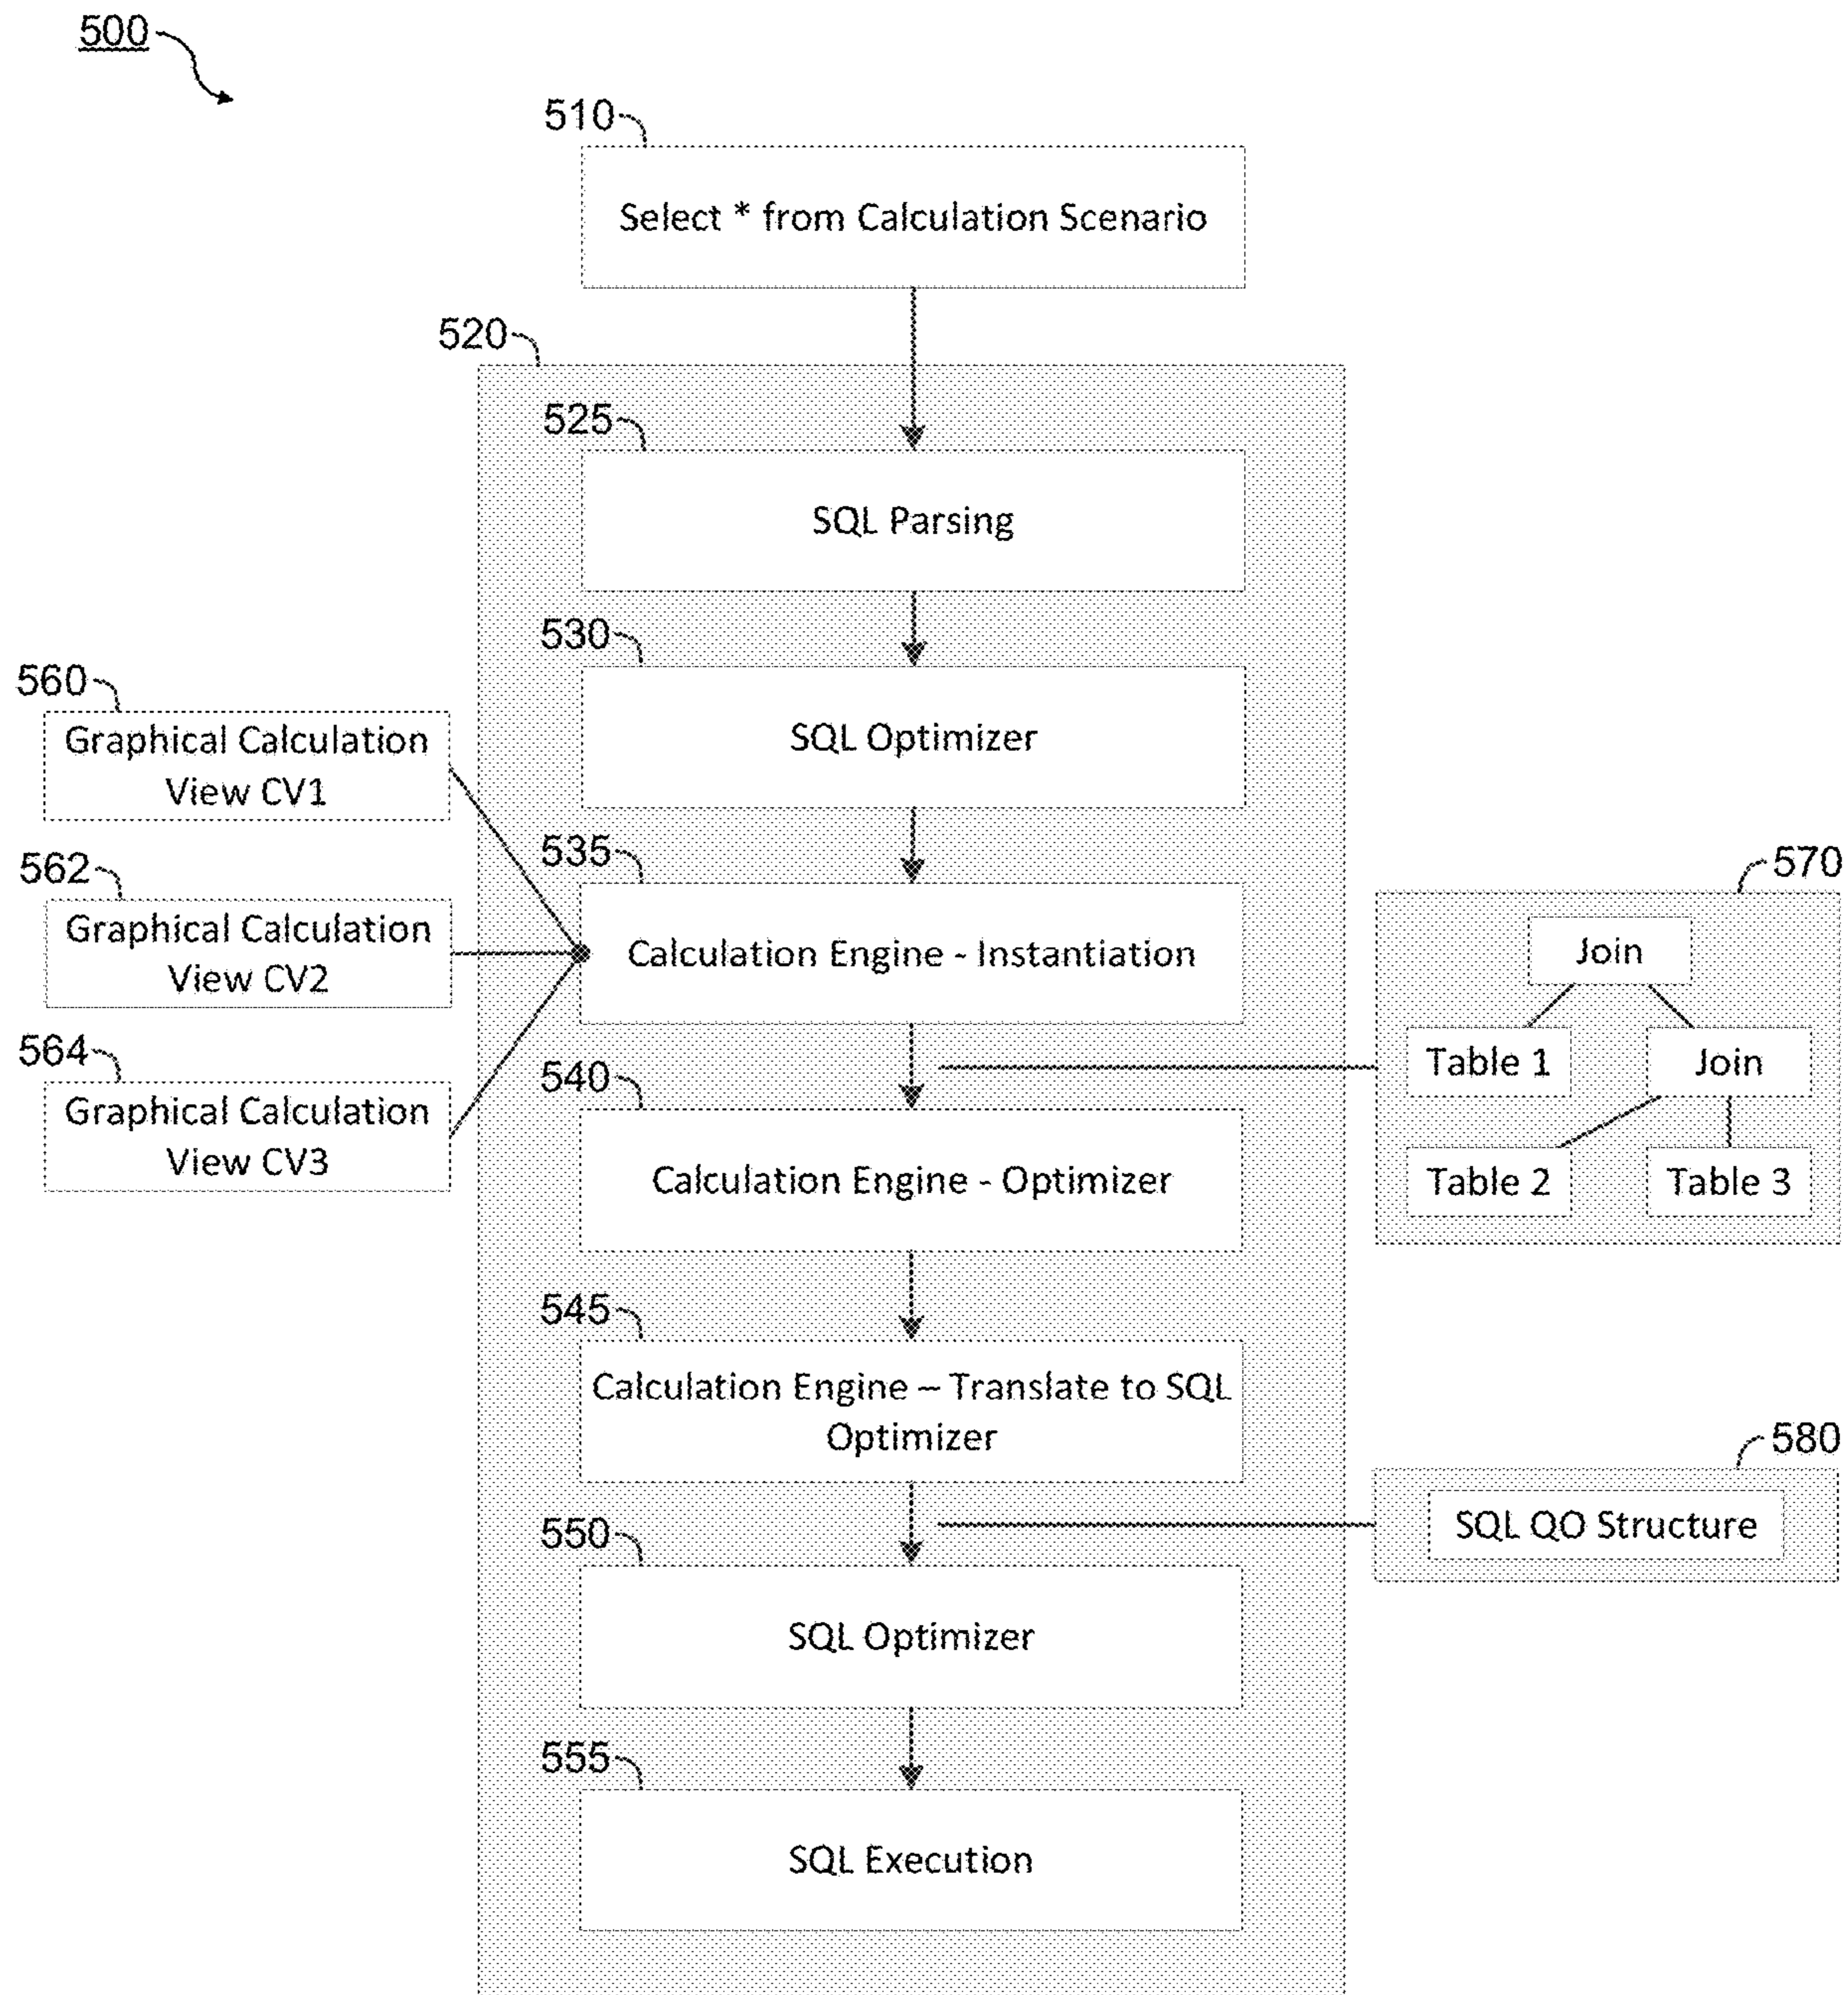 500
510
Select * from Calculation Scenario
520
525
SQL Parsing
530
SQL Optimizer
560
Graphical Calculation
View CV1
535
Calculation Engine - Instantiation
562
Graphical Calculation
View CV2
564
Graphical Calculation
View CV3
570
Join
Table 1
Join
Table 2
Table 3
540
Calculation Engine - Optimizer
545
Calculation Engine – Translate to SQL
Optimizer
580
SQL QO Structure
550
SQL Optimizer
555
SQL Execution